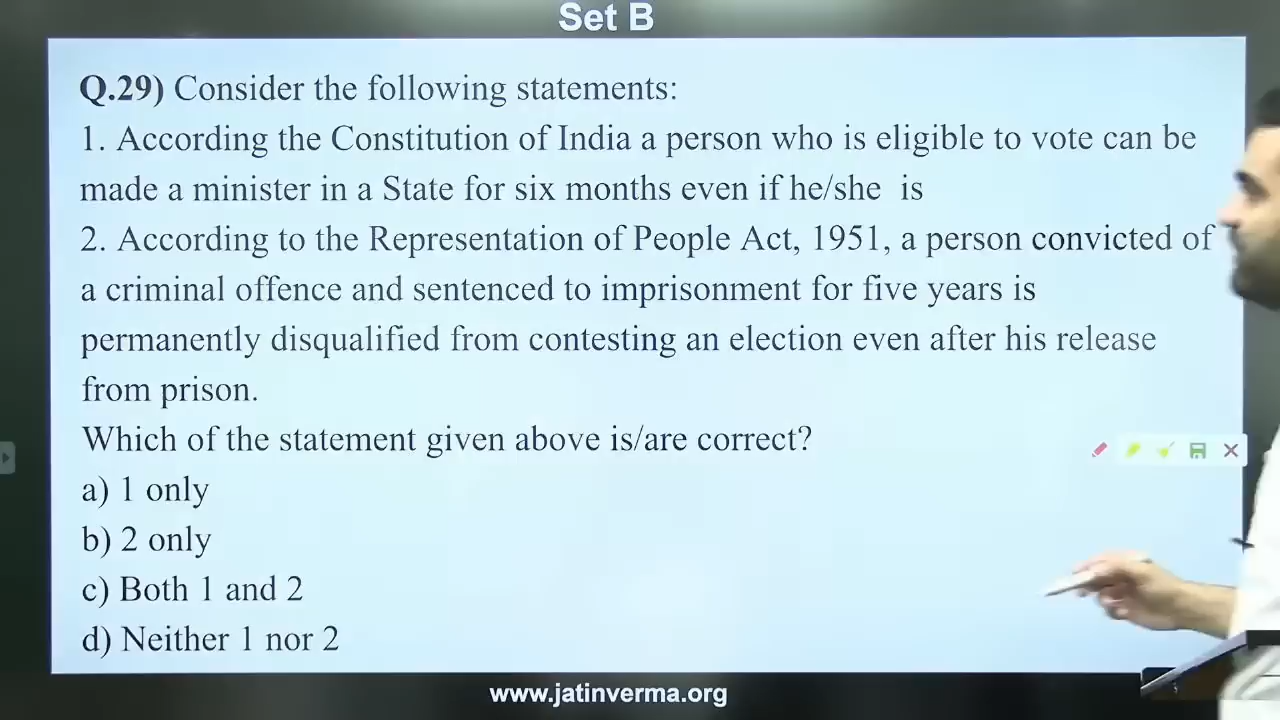 Set B
Q.29) Consider the following statements:
1. According the Constitution of India a person who is eligible to vote can be
made a minister in a State for six months even if he/she is
2. According to the Representation of People Act, 1951, a person convicted of
a criminal offence and sentenced to imprisonment for five years is
permanently disqualified from contesting an election even after his release
from prison.
Which of the statement given above is/are correct?
a) 1 only
b) 2 only
c) Both 1 and 2
d) Neither 1 nor 2
www.jatinverma.org